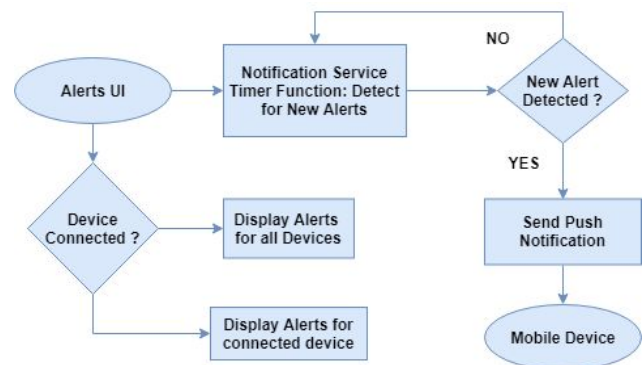 NO
Alerts UI
Notification Service
Timer Function: Detect
for New Alerts
New Alert
Detected ?
YES
Device
Connected ?
Display Alerts
for all Devices
Send Push
Notification
Display Alerts for
connected device
Mobile Device